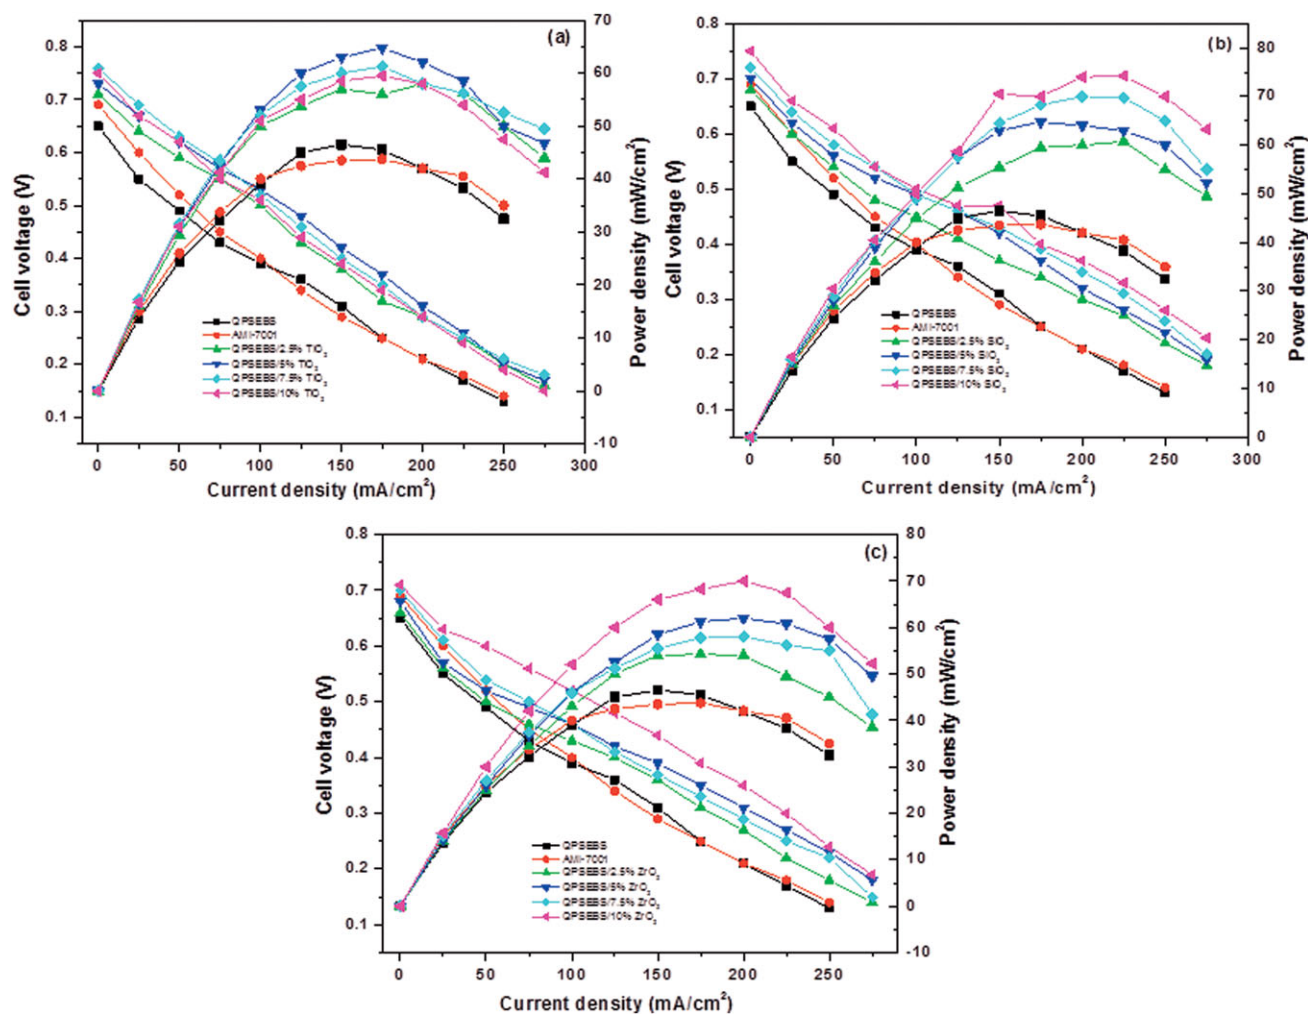 (a)
0.8
0.7
0.6
0.5
0.4
0.3
0.2
0.1
Cell voltage (V)
70
60
50
40
30
20
10
0
-10
Power density (mW/cm²)
QPSEBS
AMI-7001
QPSEBS/2.5% TiO₂
QPSEBS/5% TiO₂
QPSEBS/7.5% TiO₂
QPSEBS/10% TiO₂
0 50 100 150 200 250 300
Current density (mA/cm²)
(b)
0.8
0.7
0.6
0.5
0.4
0.3
0.2
0.1
Cell voltage (V)
80
70
60
50
40
30
20
10
0
Power density (mW/cm²)
QPSEBS
AMI-7001
QPSEBS/2.5% SiO₂
QPSEBS/5% SiO₂
QPSEBS/7.5% SiO₂
QPSEBS/10% SiO₂
0 50 100 150 200 250 300
Current density (mA/cm²)
(c)
0.8
0.7
0.6
0.5
0.4
0.3
0.2
0.1
Cell voltage (V)
80
70
60
50
40
30
20
10
0
-10
Power density (mW/cm²)
QPSEBS
AMI-7001
QPSEBS/2.5% ZrO₂
QPSEBS/5% ZrO₂
QPSEBS/7.5% ZrO₂
QPSEBS/10% ZrO₂
0 50 100 150 200 250
Current density (mA/cm²)